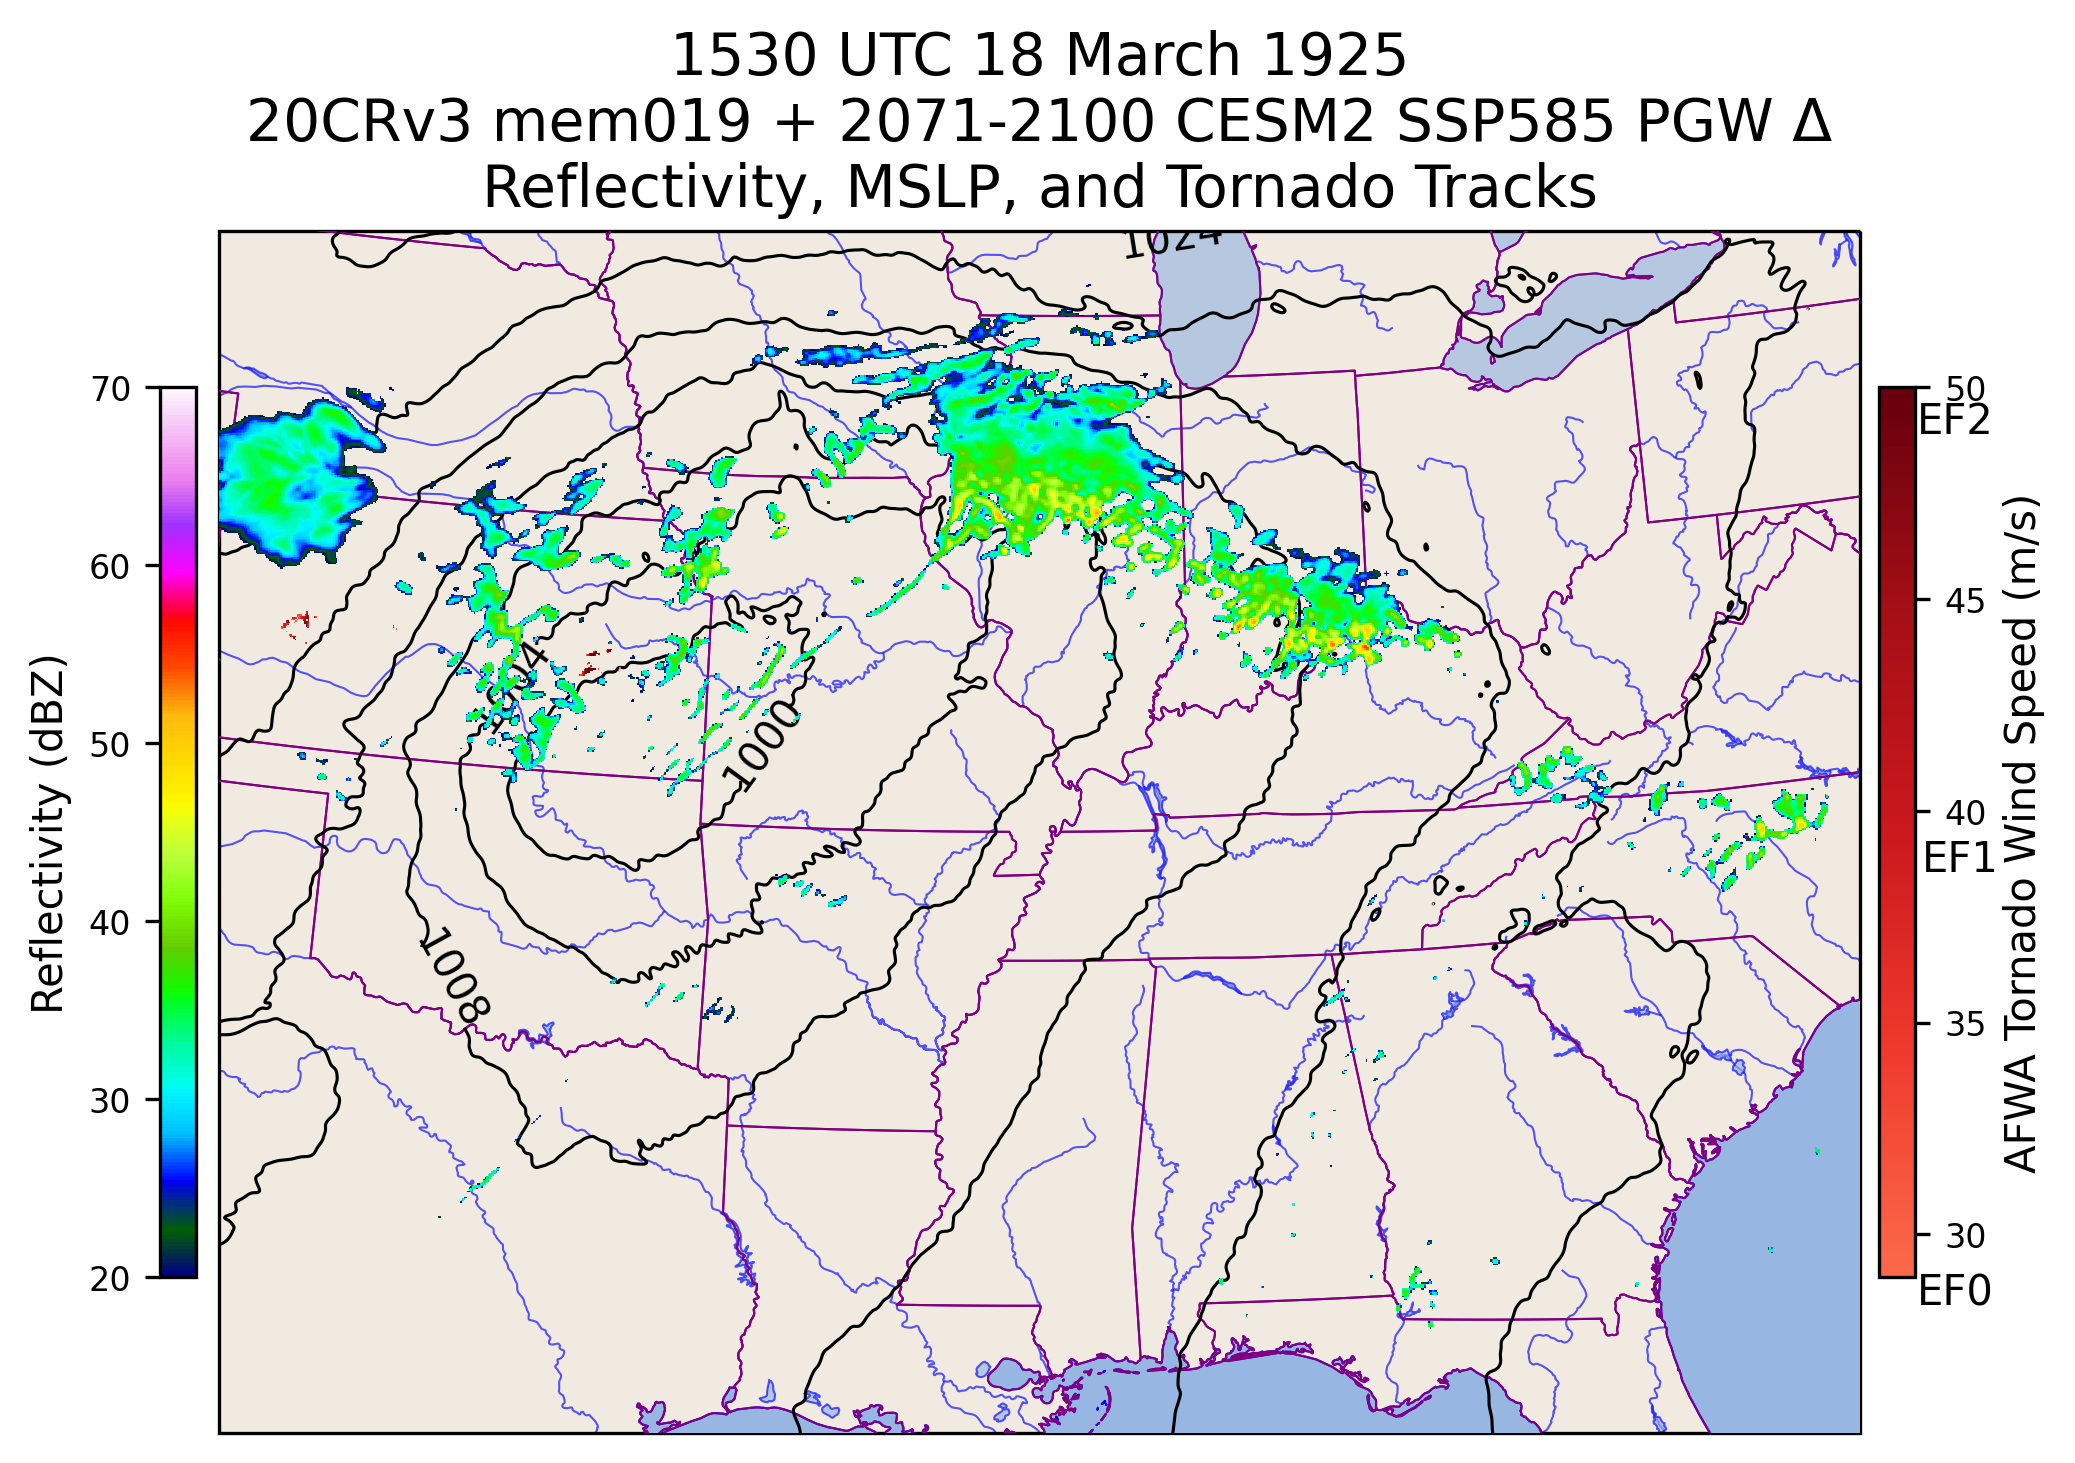 1530 UTC 18 March 1925
20CRv3 mem019 + 2071-2100 CESM2 SSP585 PGW Δ
Reflectivity, MSLP, and Tornado Tracks
Reflectivity (dBZ)
70
60
50
40
30
20
1024
1000
1008
50
EF2
45
40
EF1
35
30
EF0
AFWA Tornado Wind Speed (m/s)